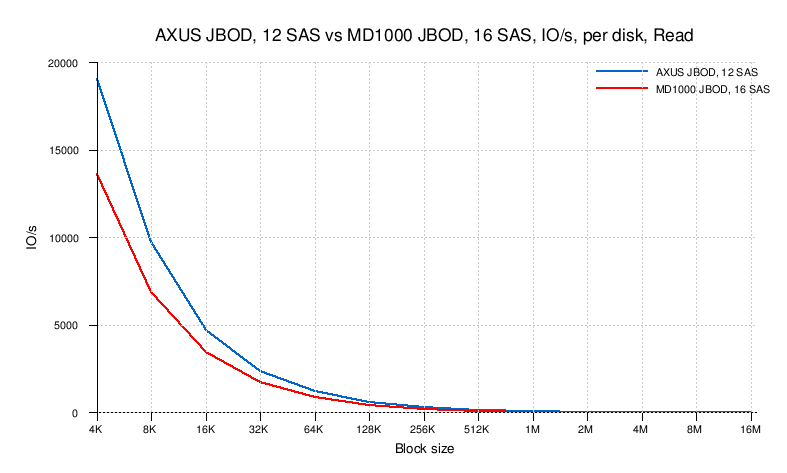 AXUS JBOD, 12 SAS vs MD1000 JBOD, 16 SAS, IO/s, per disk, Read
AXUS JBOD, 12 SAS
MD1000 JBOD, 16 SAS
20000
15000
10000
5000
0
IO/s
4K 8K 16K 32K 64K 128K 256K 512K 1M 2M 4M 8M 16M
Block size